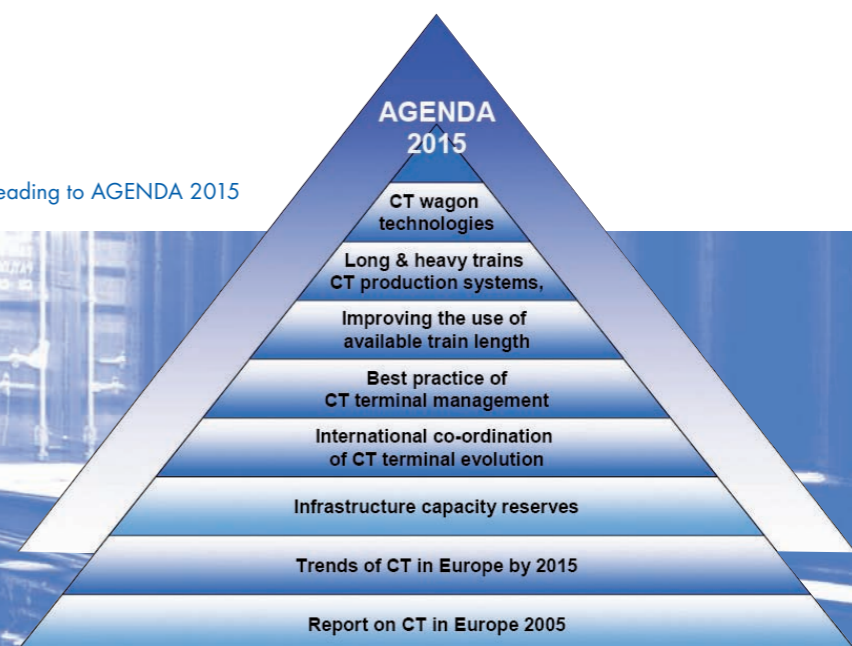 AGENDA
2015
eading to AGENDA 2015
CT wagon
technologies
Long & heavy trains
CT production systems,
Improving the use of
available train length
Best practice of
CT terminal management
International co-ordination
of CT terminal evolution
Infrastructure capacity reserves
Trends of CT in Europe by 2015
Report on CT in Europe 2005